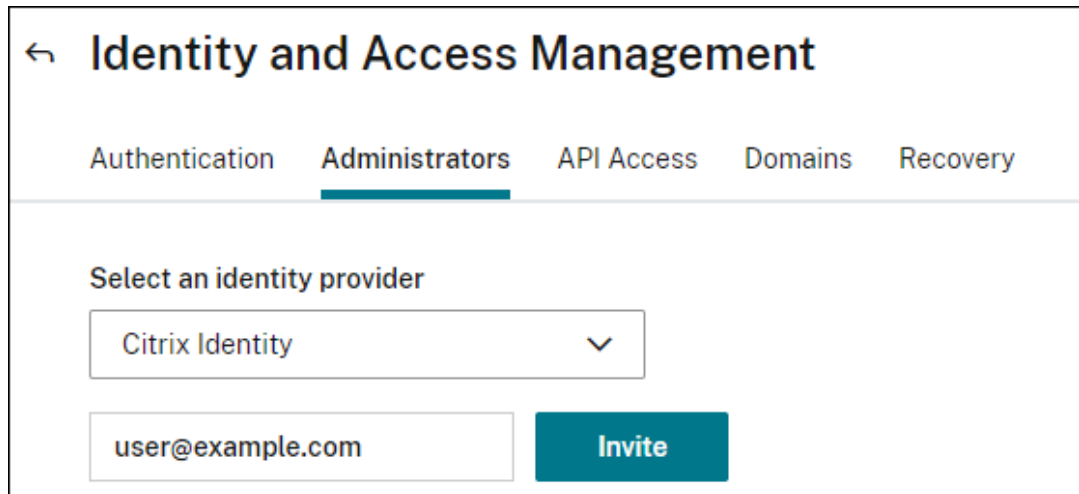 Identity and Access Management
Authentication Administrators API Access Domains Recovery
Select an identity provider
Citrix Identity
user@example.com Invite